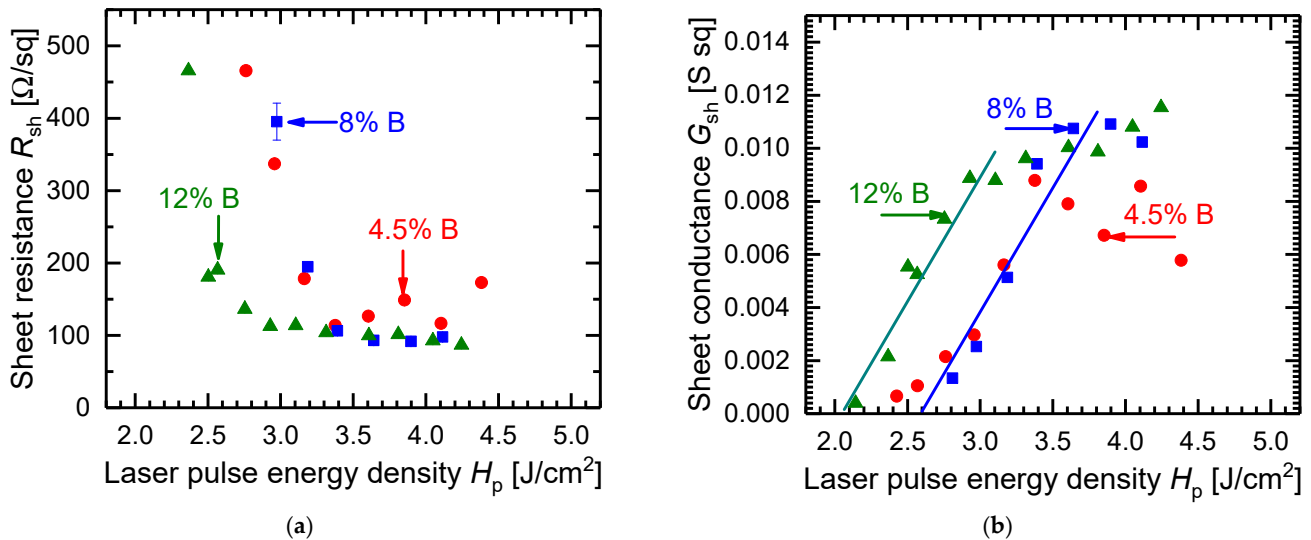 Sheet resistance Rsh [Ω/sq]
500
400
300
200
100
0
8% B
12% B
4.5% B
2.0 2.5 3.0 3.5 4.0 4.5 5.0
Laser pulse energy density Hp [J/cm²]
(a)
Sheet conductance Gsh [S sq]
0.014
0.012
0.010
0.008
0.006
0.004
0.002
0.000
8% B
12% B
4.5% B
2.0 2.5 3.0 3.5 4.0 4.5 5.0
Laser pulse energy density Hp [J/cm²]
(b)